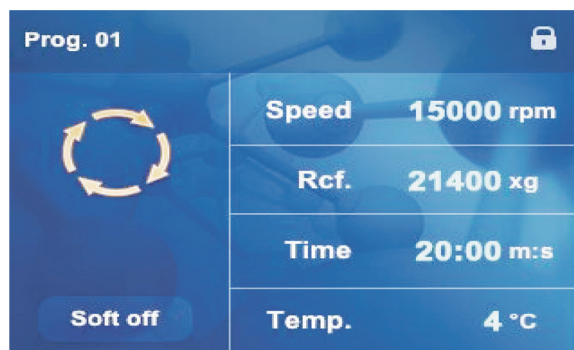 Prog. 01
Speed 15000 rpm
Rcf. 21400 xg
Time 20:00 m:s
Soft off
Temp. 4 °C